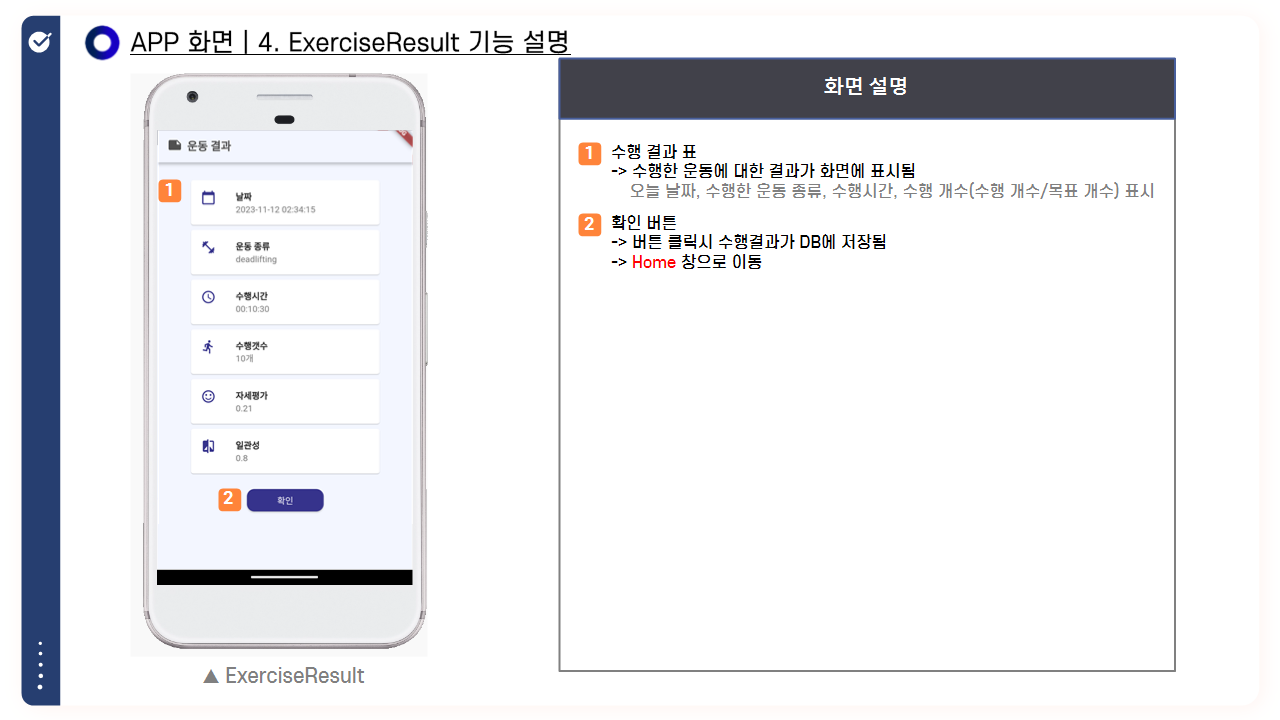 APP 화면 | 4. ExerciseResult 기능 설명
운동 결과
1
날짜
2023-11-12 02:34:15
운동 종류
deadlifting
수행시간
00:10:30
수행갯수
10개
자세평가
0.21
일관성
0.8
2
확인
▲ ExerciseResult
화면 설명
1 수행 결과 표
-> 수행한 운동에 대한 결과가 화면에 표시됨
오늘 날짜, 수행한 운동 종류, 수행시간, 수행 개수(수행 개수/목표 개수) 표시
2 확인 버튼
-> 버튼 클릭시 수행결과가 DB에 저장됨
-> Home 창으로 이동